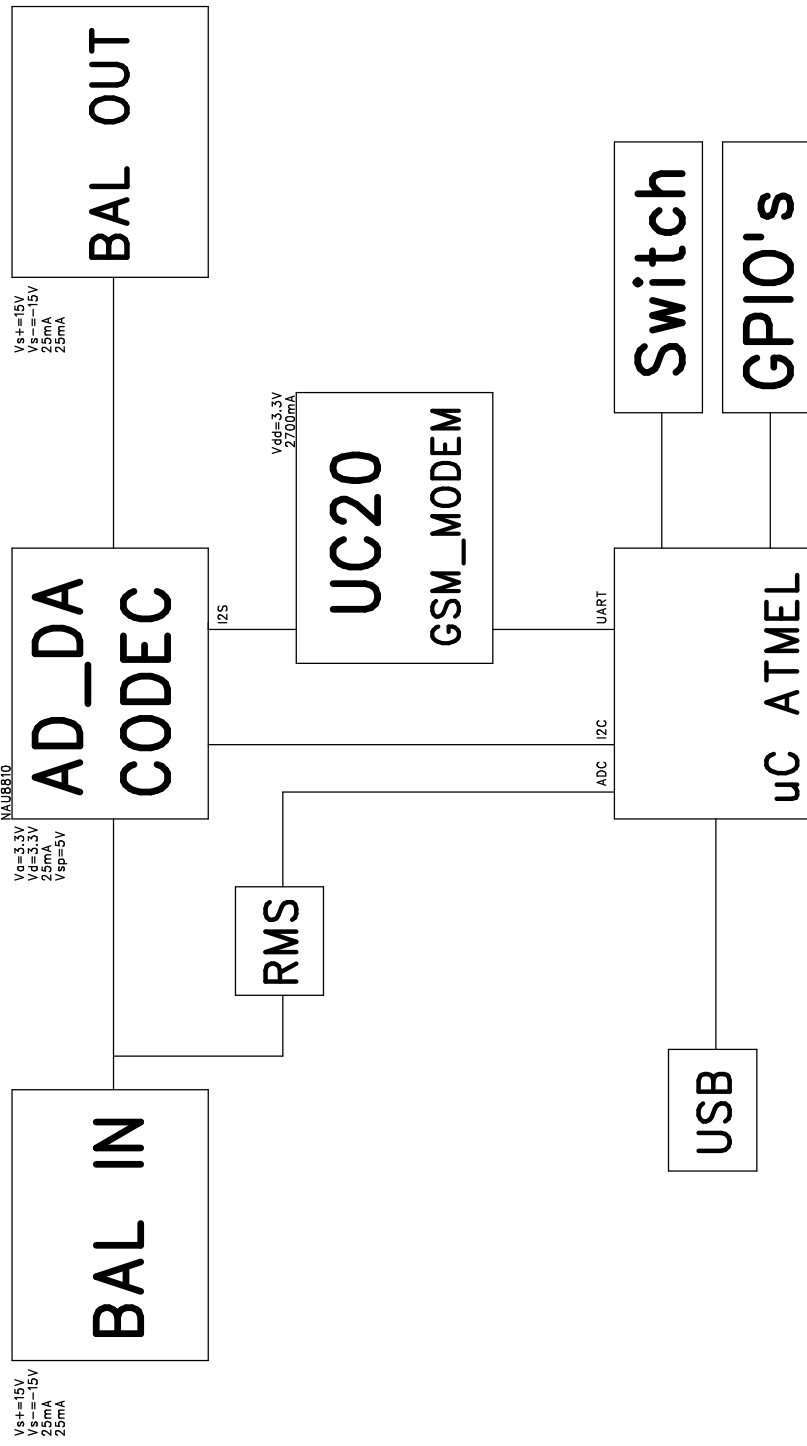 Vs+=15V
Vs-=-15V
25mA
25mA
BAL IN
NAU8810
Va=3.3V
Vd=3.3V
25mA
Vsp=5V
AD_DA
CODEC
Vs+=15V
Vs-=-15V
25mA
25mA
BAL OUT
I2S
RMS
Vdd=3.3V
2700mA
UC20
GSM_MODEM
ADC
I2C
UART
uC ATMEL
Switch
GPIO's
USB